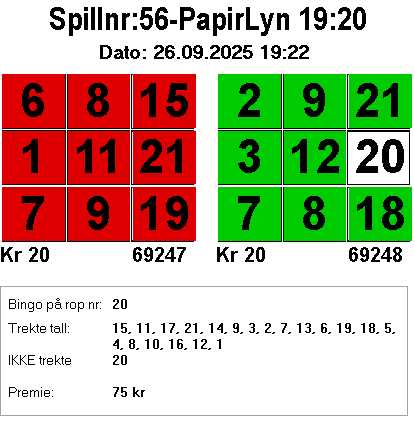 Spillnr:56-PapirLyn 19:20
Dato: 26.09.2025 19:22
6 8 15 2 9 21
1 11 21 3 12 20
7 9 19 7 8 18
Kr 20 69247 Kr 20 69248
Bingo på rop nr: 20
Trekte tall: 15, 11, 17, 21, 14, 9, 3, 2, 7, 13, 6, 19, 18, 5,
4, 8, 10, 16, 12, 1
IKKE trekte 20
Premie: 75 kr